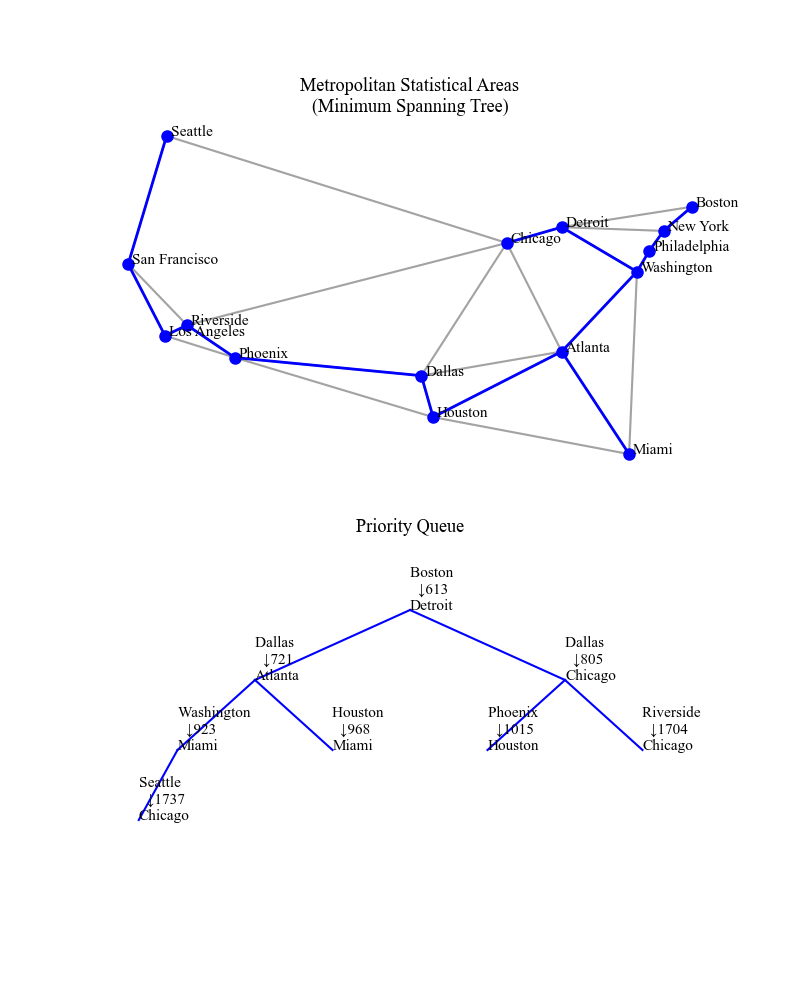 Metropolitan Statistical Areas
(Minimum Spanning Tree)
Seattle
Boston
Detroit
New York
Chicago
Philadelphia
San Francisco
Washington
Riverside
Los Angeles
Atlanta
Phoenix
Dallas
Houston
Miami
Priority Queue
Boston
↓613
Detroit
Dallas
↓721
Atlanta
Dallas
↓805
Chicago
Washington
↓923
Miami
Houston
↓968
Miami
Phoenix
↓1015
Houston
Riverside
↓1704
Chicago
Seattle
↓1737
Chicago